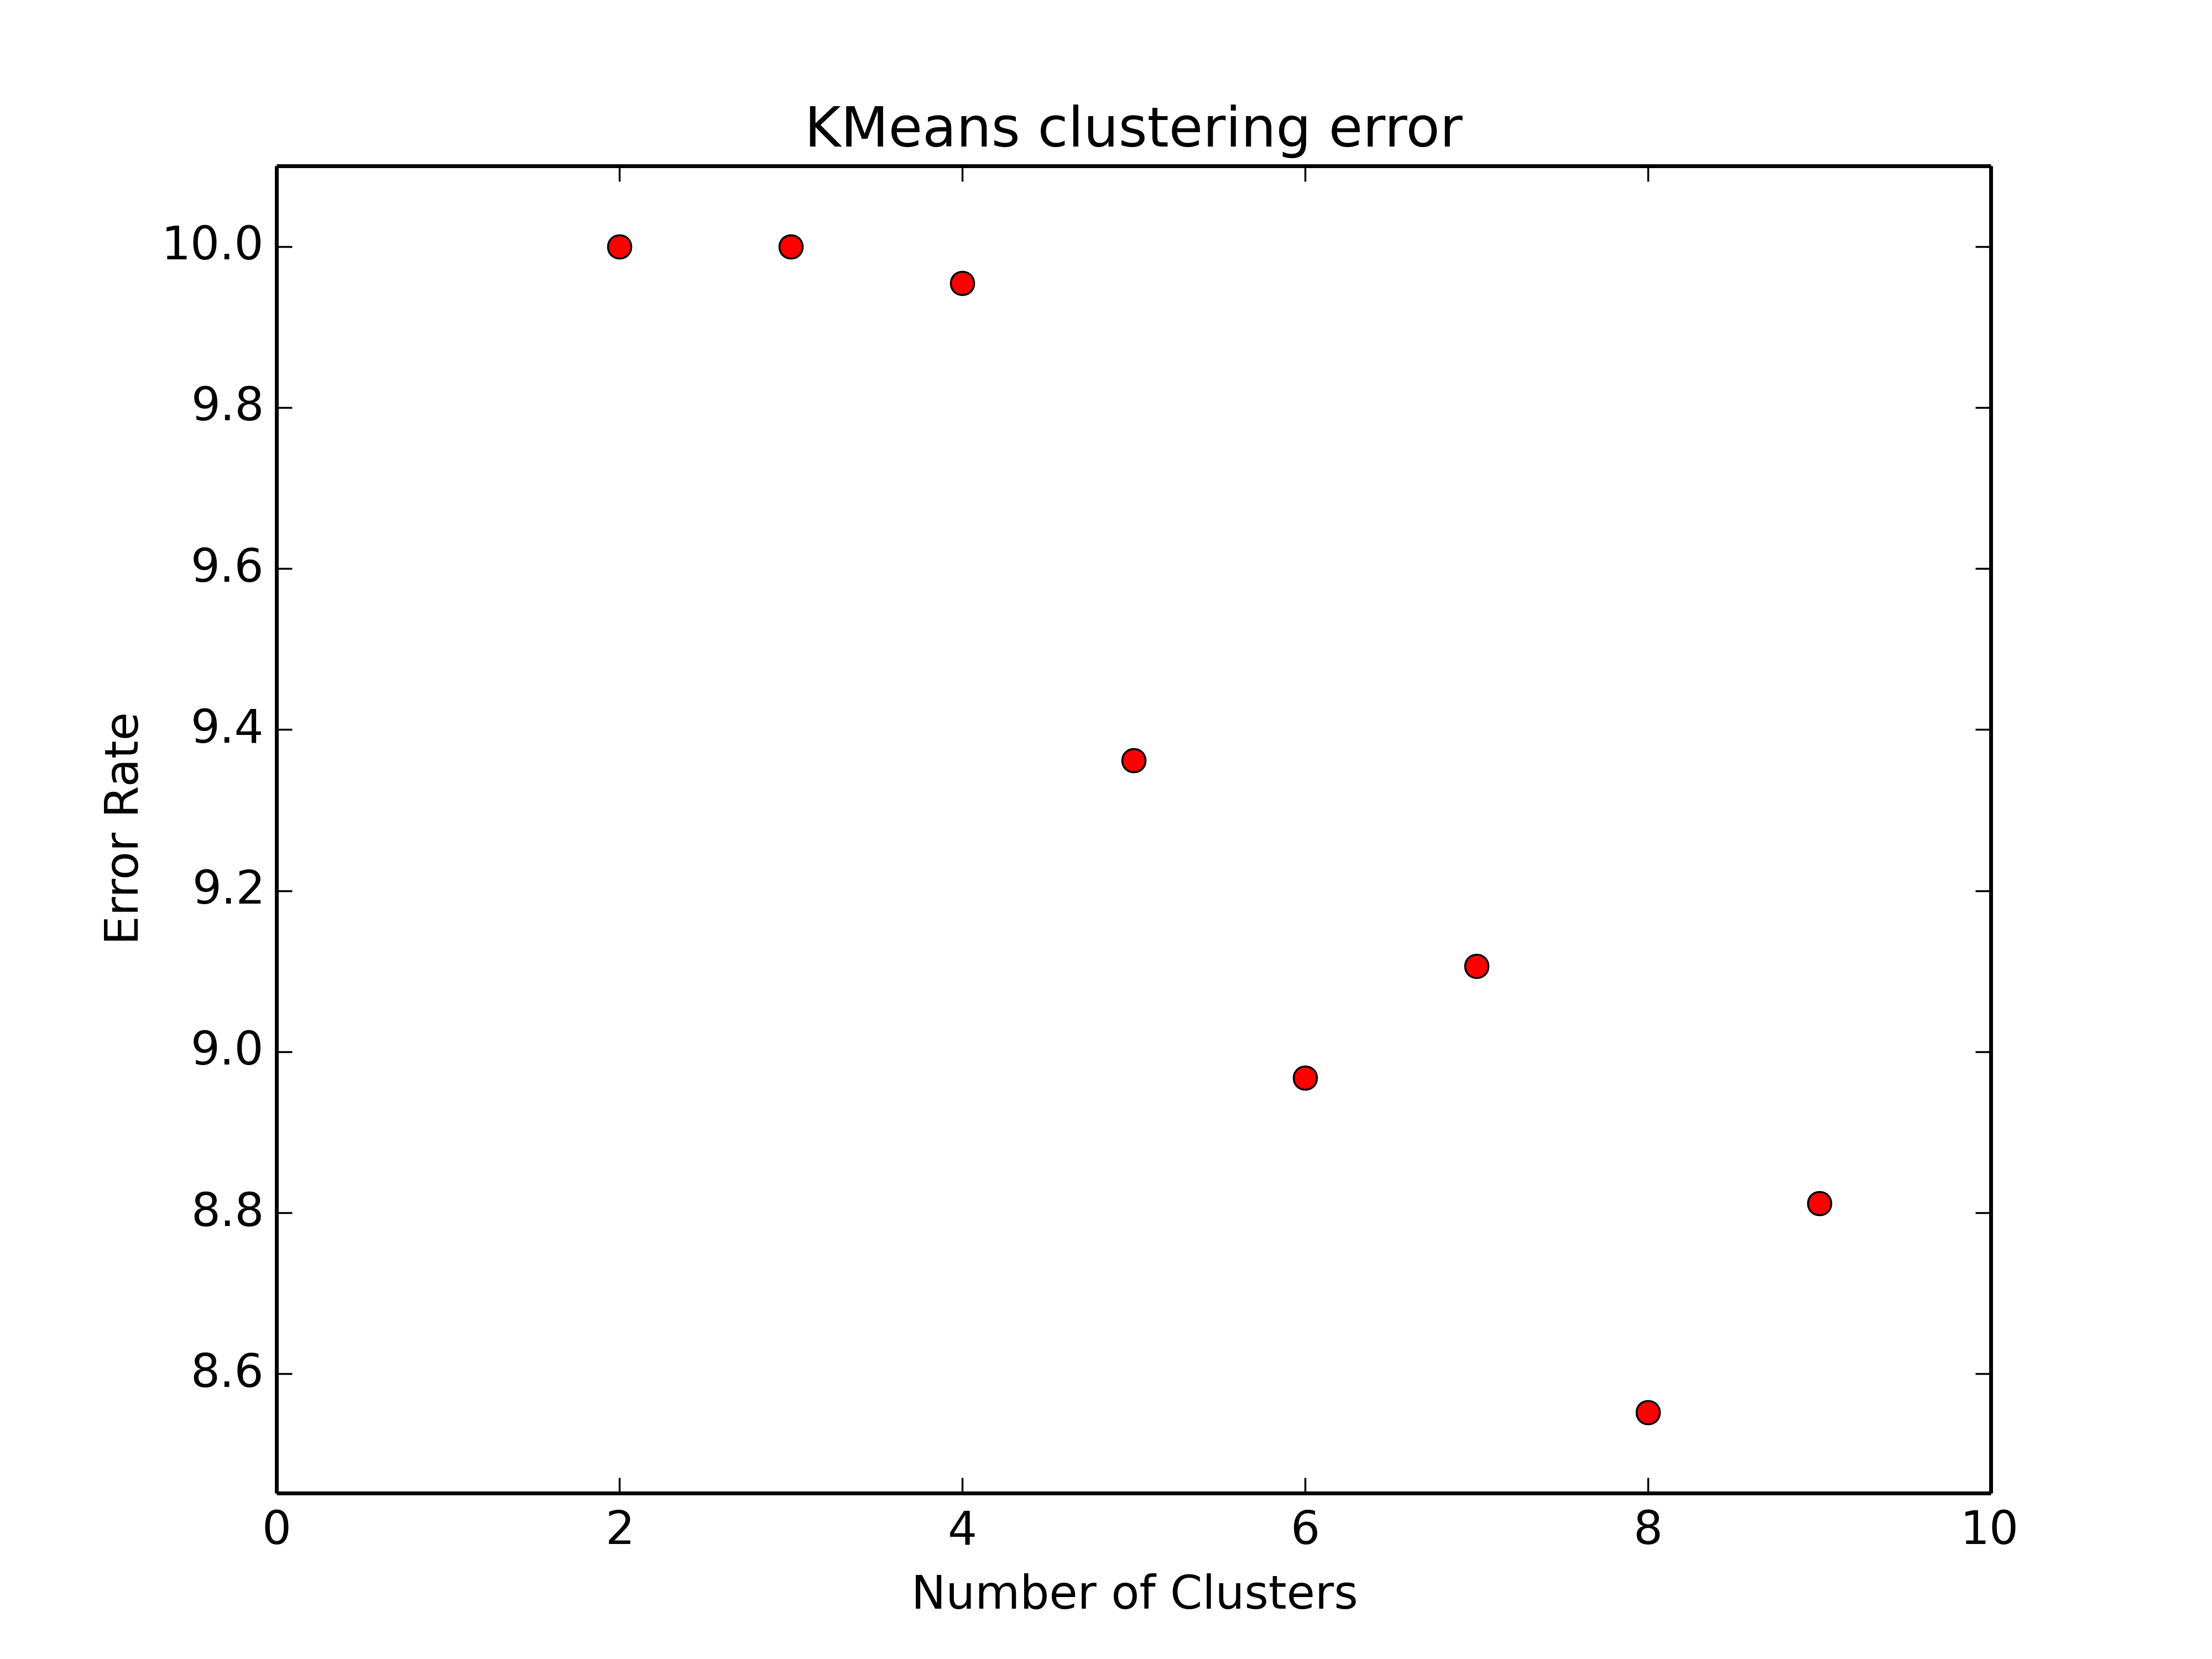 KMeans clustering error
10.0
9.8
9.6
9.4
9.2
9.0
8.8
8.6
Error Rate
0 2 4 6 8 10
Number of Clusters